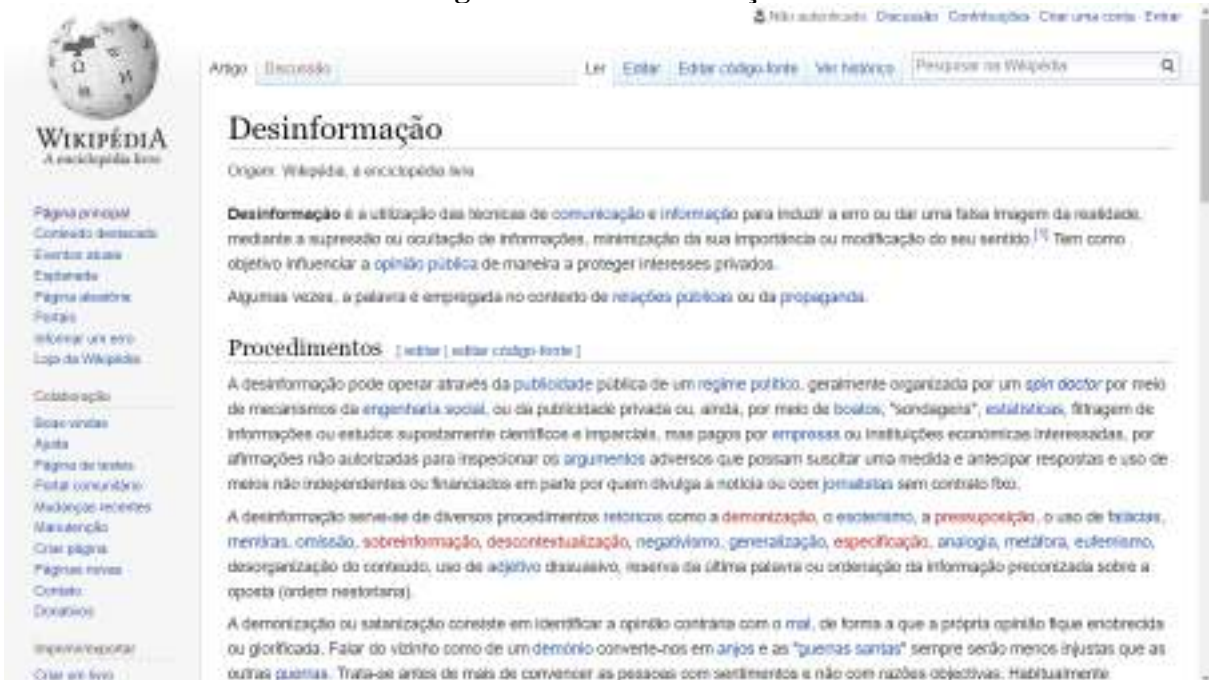 Não autenticado Discussão Contribuições Criar uma conta Entrar
Artigo Discussão Ler Editar Editar código-fonte Ver histórico Pesquisar na Wikipédia
WIKIPÉDIA
A enciclopédia livre
Desinformação
Origem: Wikipédia, a enciclopédia livre.
Página principal
Conteúdo destacado
Eventos atuais
Esplanada
Página aleatória
Portais
Informar um erro
Loja da Wikipédia
Colaboração
Boas-vindas
Ajuda
Página de testes
Portal comunitário
Mudanças recentes
Manutenção
Criar página
Páginas novas
Contato
Donativos
Imprimir/exportar
Criar um livro
Desinformação é a utilização das técnicas de comunicação e informação para induzir a erro ou dar uma falsa imagem da realidade,
mediante a supressão ou ocultação de informações, minimização da sua importância ou modificação do seu sentido.[1] Tem como
objetivo influenciar a opinião pública de maneira a proteger interesses privados.
Algumas vezes, a palavra é empregada no contexto de relações públicas ou da propaganda.
Procedimentos [ editar | editar código-fonte ]
A desinformação pode operar através da publicidade pública de um regime político, geralmente organizada por um spin doctor por meio
de mecanismos da engenharia social, ou da publicidade privada ou, ainda, por meio de boatos, "sondagens", estatísticas, filtragem de
informações ou estudos supostamente científicos e imparciais, mas pagos por empresas ou instituições económicas interessadas, por
afirmações não autorizadas para inspecionar os argumentos adversos que possam suscitar uma medida e antecipar respostas e uso de
meios não independentes ou financiados em parte por quem divulga a notícia ou com jornalistas sem contrato fixo.
A desinformação serve-se de diversos procedimentos retóricos como a demonização, o esoterismo, a pressuposição, o uso de falácias,
mentiras, omissão, sobreinformação, descontextualização, negativismo, generalização, especificação, analogia, metáfora, eufemismo,
desorganização do conteúdo, uso de adjetivo dissuasivo, reserva da última palavra ou ordenação da informação preconizada sobre a
oposta (ordem nestoriana).
A demonização ou satanização consiste em identificar a opinião contrária com o mal, de forma a que a própria opinião fique enobrecida
ou glorificada. Falar do vizinho como de um demónio converte-nos em anjos e as "guerras santas" sempre serão menos injustas que as
outras guerras. Trata-se antes de mais de convencer as pessoas com sentimentos e não com razões objectivas. Habitualmente